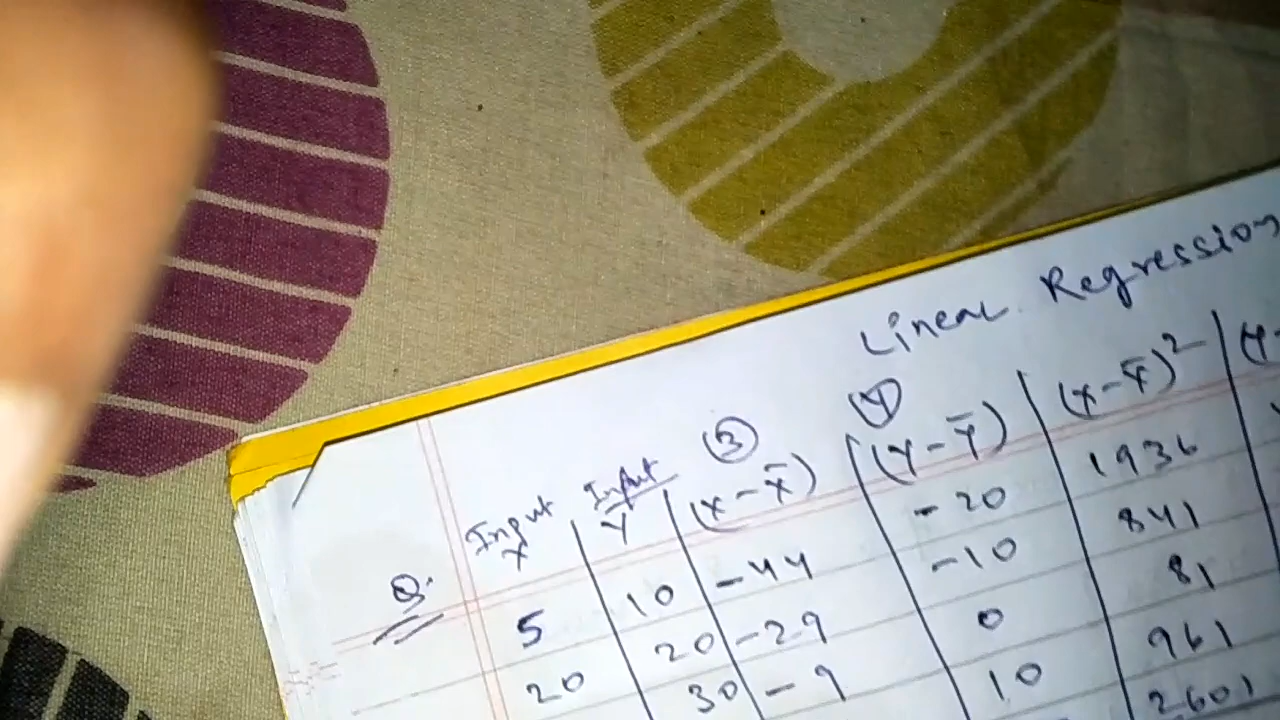 Linear Regression
③ ④
Input X Input Y (X-X̄) (Y-Ȳ) (X-X̄)² (Y-
Q. 5 10 -44 -20 1936
20 20 -29 -10 841
30 -9 0 81
10 961
2601